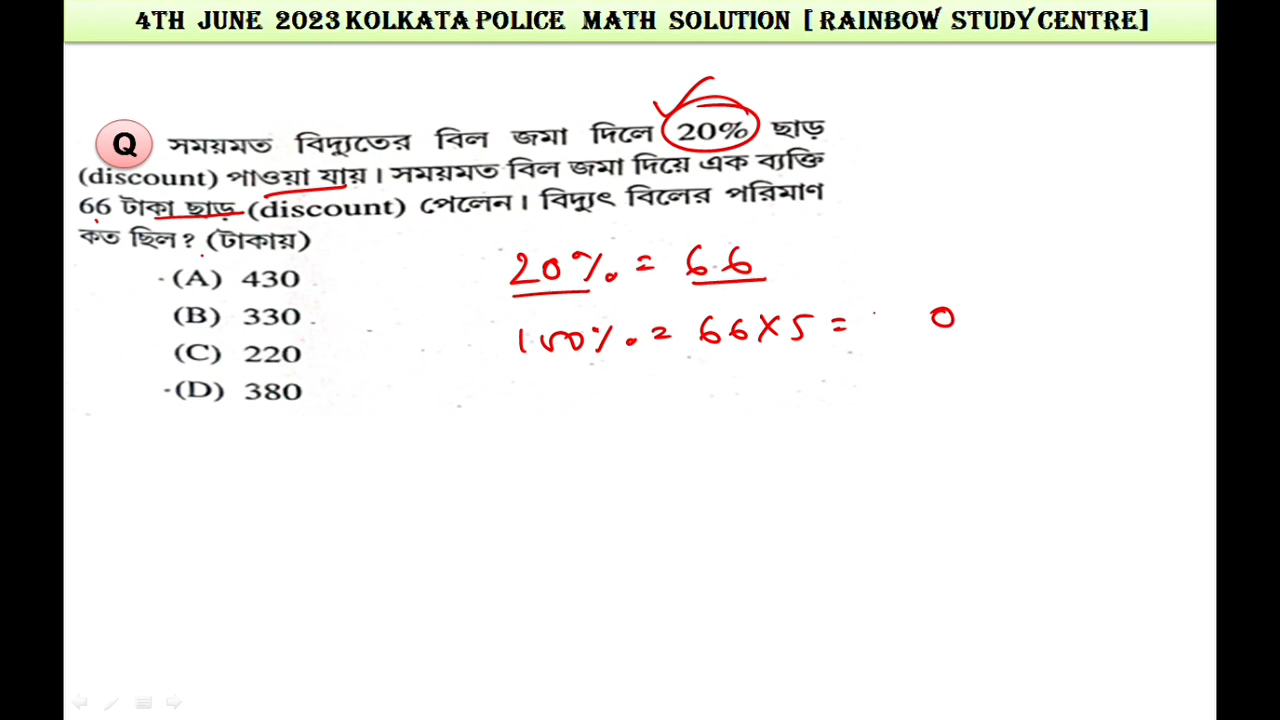 4TH JUNE 2023 KOLKATA POLICE MATH SOLUTION [ RAINBOW STUDY CENTRE]
Q সময়মত বিদ্যুতের বিল জমা দিলে 20% ছাড়
(discount) পাওয়া যায়। সময়মত বিল জমা দিয়ে এক ব্যক্তি
66 টাকা ছাড় (discount) পেলেন। বিদ্যুৎ বিলের পরিমাণ
কত ছিল? (টাকায়)
(A) 430
(B) 330
(C) 220
(D) 380
20% = 66
100% = 66×5 = 0